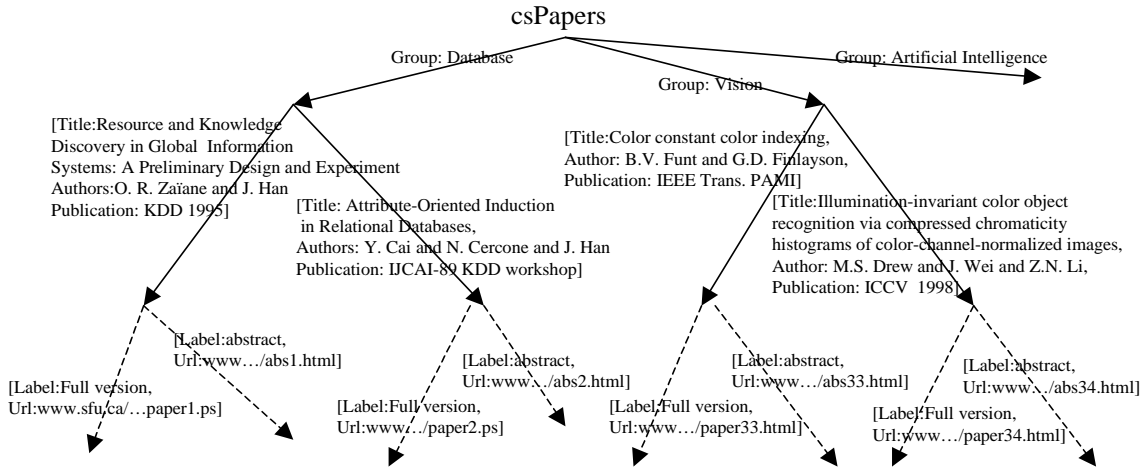 csPapers
Group: Database
Group: Artificial Intelligence
Group: Vision
[Title:Resource and Knowledge
Discovery in Global Information
Systems: A Preliminary Design and Experiment
Authors:O. R. Zaïane and J. Han
Publication: KDD 1995]
[Title: Attribute-Oriented Induction
in Relational Databases,
Authors: Y. Cai and N. Cercone and J. Han
Publication: IJCAI-89 KDD workshop]
[Title:Color constant color indexing,
Author: B.V. Funt and G.D. Finlayson,
Publication: IEEE Trans. PAMI]
[Title:Illumination-invariant color object
recognition via compressed chromaticity
histograms of color-channel-normalized images,
Author: M.S. Drew and J. Wei and Z.N. Li,
Publication: ICCV 1998]
[Label:abstract,
Url:www…/abs1.html]
[Label:Full version,
Url:www.sfu.ca/…paper1.ps]
[Label:abstract,
Url:www…/abs2.html]
[Label:Full version,
Url:www…/paper2.ps]
[Label:abstract,
Url:www…/abs33.html]
[Label:Full version,
Url:www…/paper33.html]
[Label:abstract,
Url:www…/abs34.html]
[Label:Full version,
Url:www…/paper34.html]